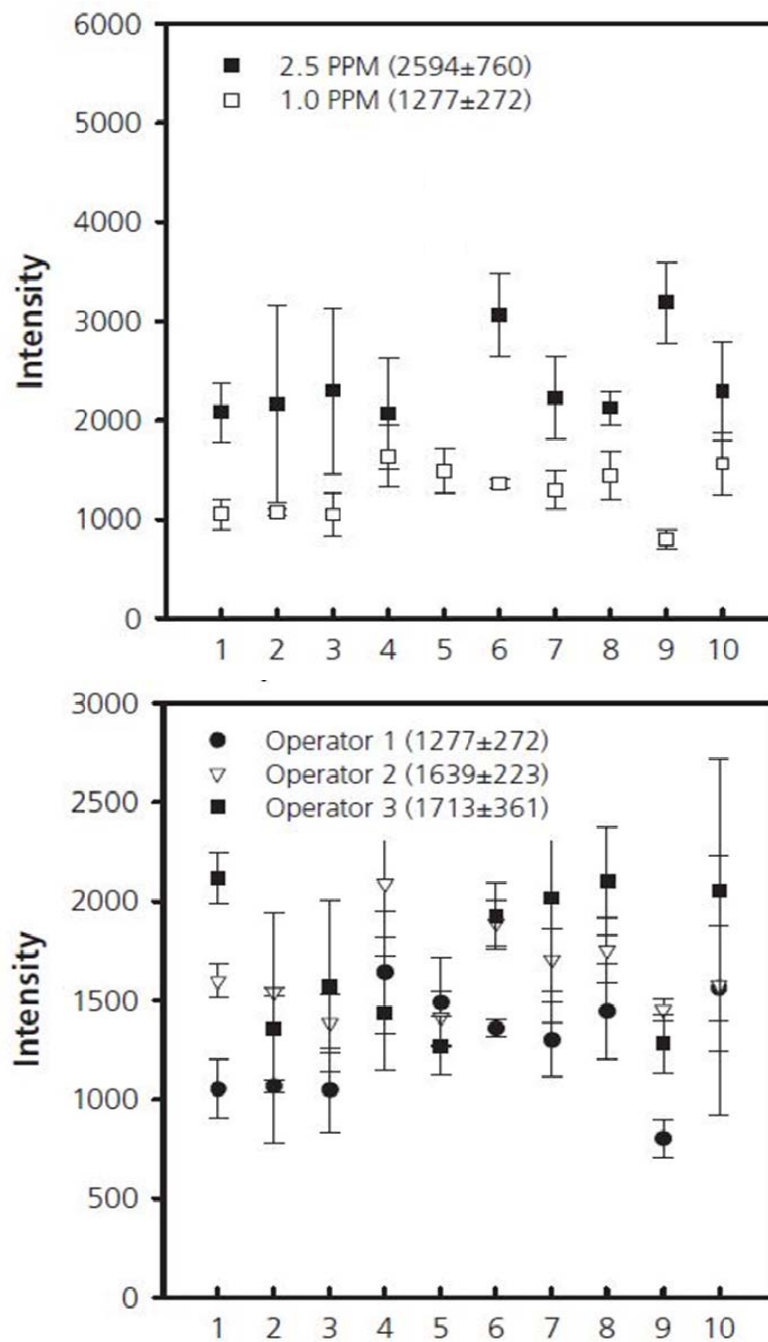 6000
2.5 PPM (2594±760)
1.0 PPM (1277±272)
5000
4000
Intensity
3000
2000
1000
0
1 2 3 4 5 6 7 8 9 10
3000
Operator 1 (1277±272)
Operator 2 (1639±223)
Operator 3 (1713±361)
2500
2000
Intensity
1500
1000
500
0
1 2 3 4 5 6 7 8 9 10